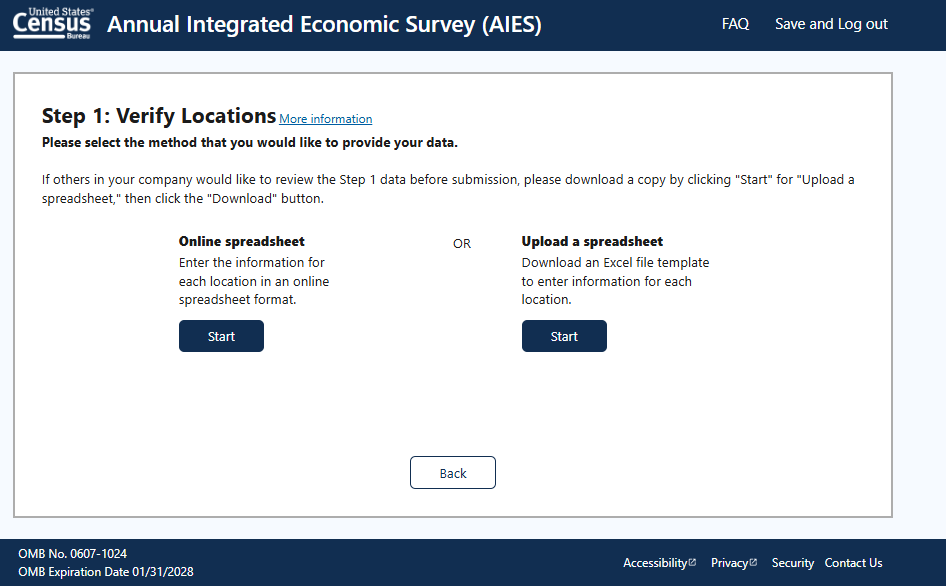 United States®
Census
Bureau
Annual Integrated Economic Survey (AIES)
FAQ
Save and Log out
Step 1: Verify Locations More information
Please select the method that you would like to provide your data.
If others in your company would like to review the Step 1 data before submission, please download a copy by clicking "Start" for "Upload a
spreadsheet," then click the "Download" button.
Online spreadsheet
Enter the information for
each location in an online
spreadsheet format.
Start
OR
Upload a spreadsheet
Download an Excel file template
to enter information for each
location.
Start
Back
OMB No. 0607-1024
OMB Expiration Date 01/31/2028
Accessibility
Privacy
Security
Contact Us